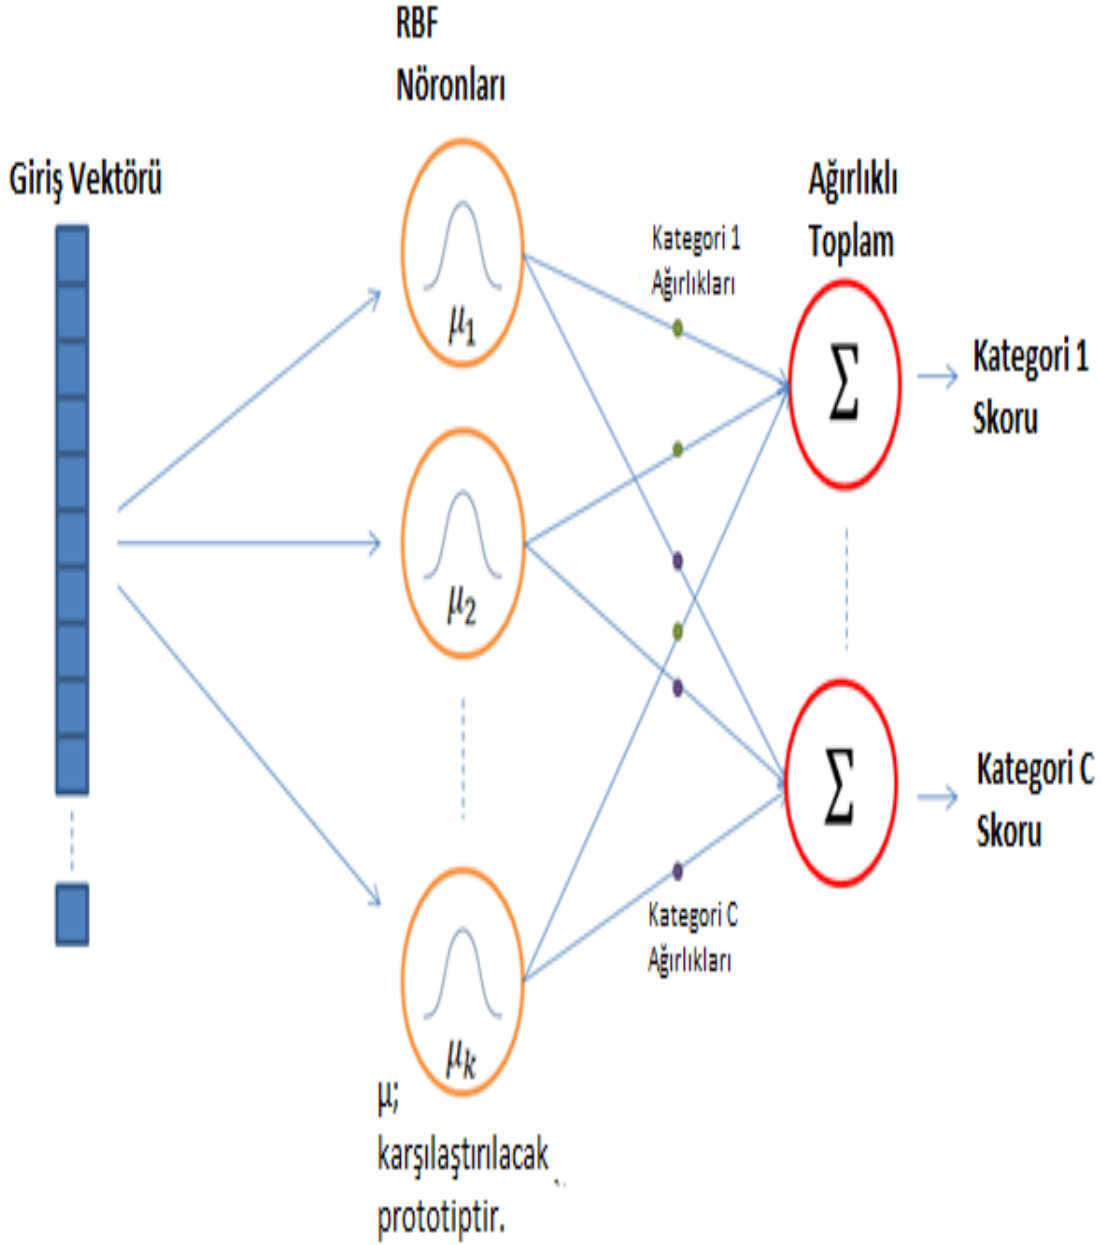 RBF
Nöronları
Giriş Vektörü
Ağırlıklı
Toplam
Kategori 1
Ağırlıkları
μ1
Σ
Kategori 1
Skoru
μ2
Σ
Kategori C
Skoru
Kategori C
Ağırlıkları
μk
μ;
karşılaştırılacak
prototiptir.